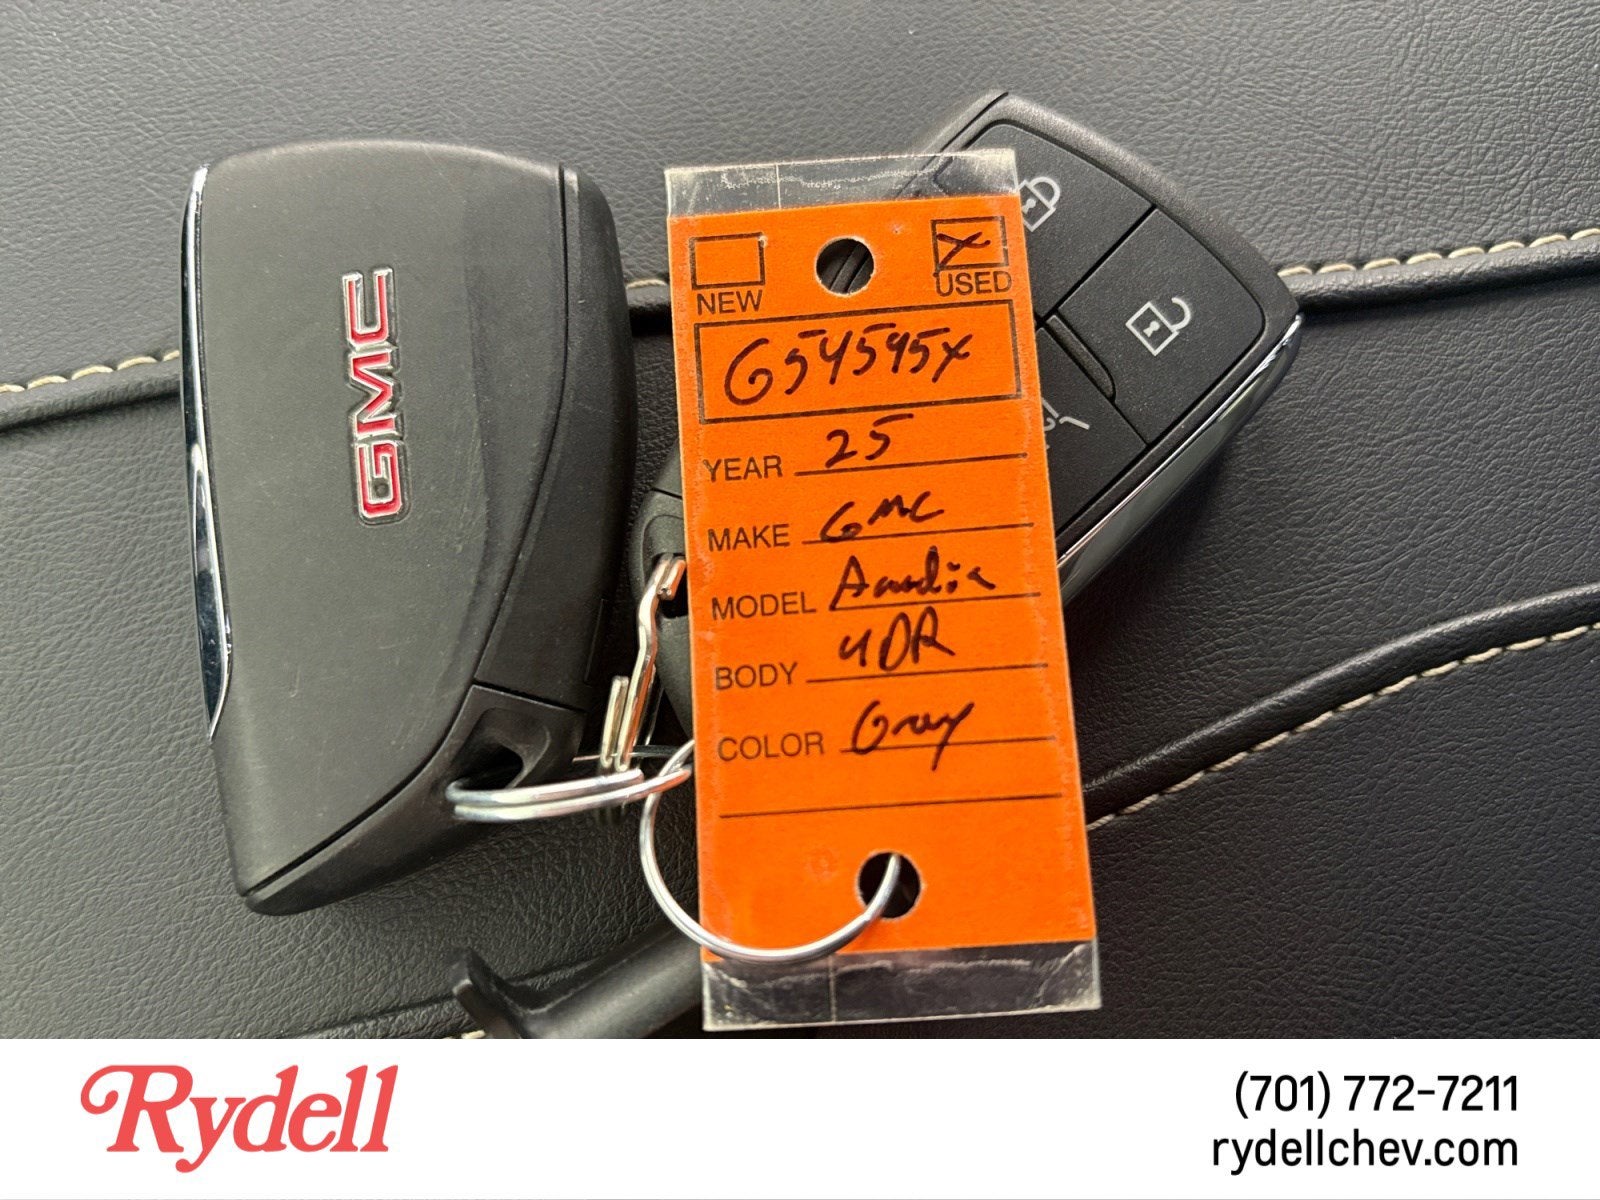 GMC
NEW
X
USED
G54595X
YEAR 25
MAKE GMC
MODEL Acadia
BODY 4DR
COLOR Gray
Rydell
(701) 772-7211
rydellchev.com